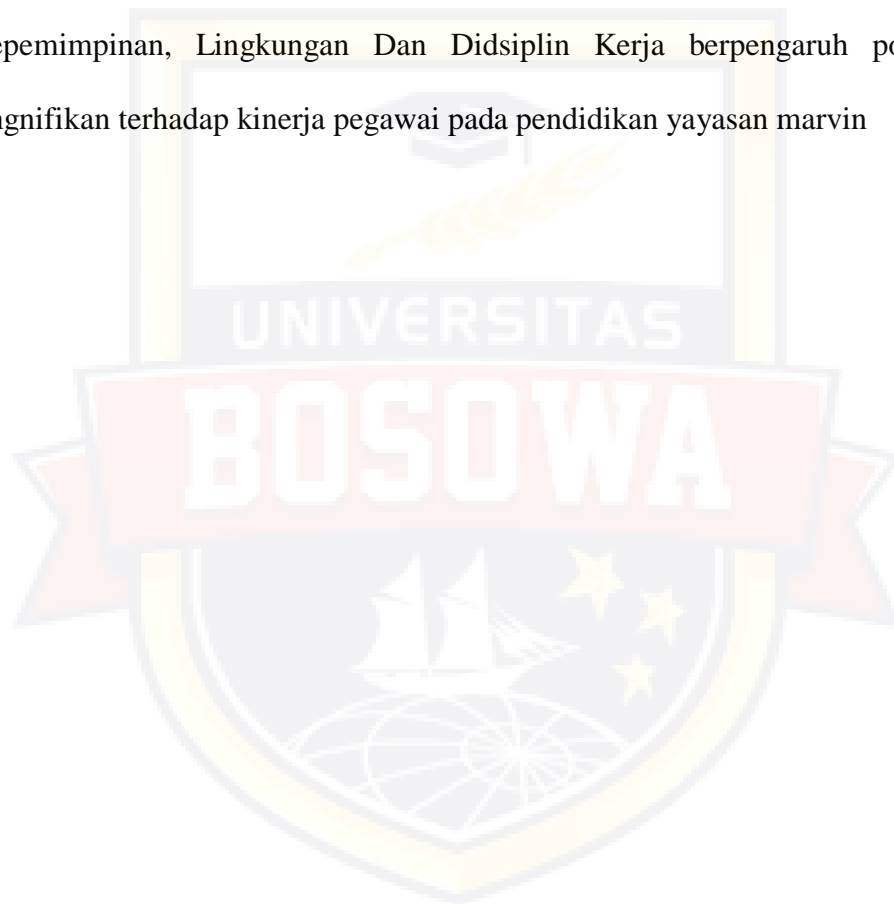 epemimpinan, Lingkungan Dan Didsiplin Kerja berpengaruh po
gnifikan terhadap kinerja pegawai pada pendidikan yayasan marvin
UNIVERSITAS
BOSOWA